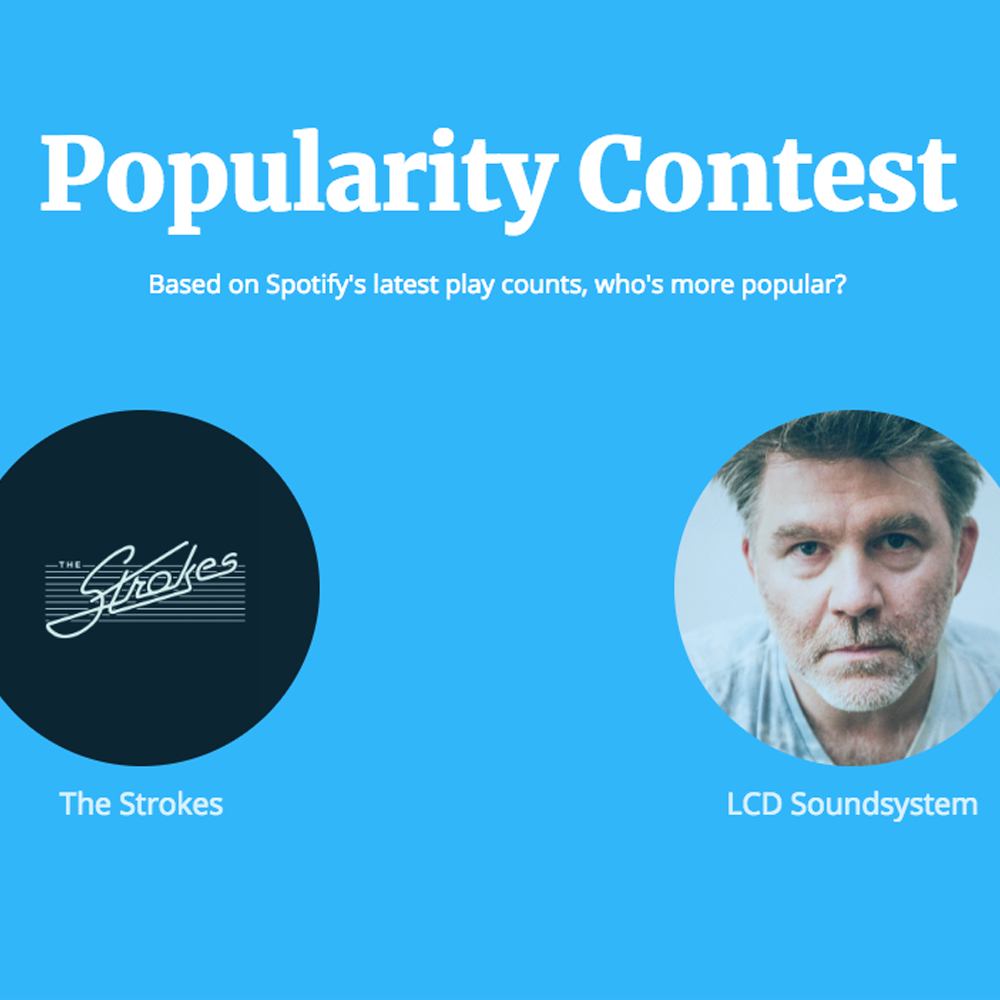 Popularity Contest
Based on Spotify's latest play counts, who's more popular?
THE
Strokes
The Strokes
LCD Soundsystem